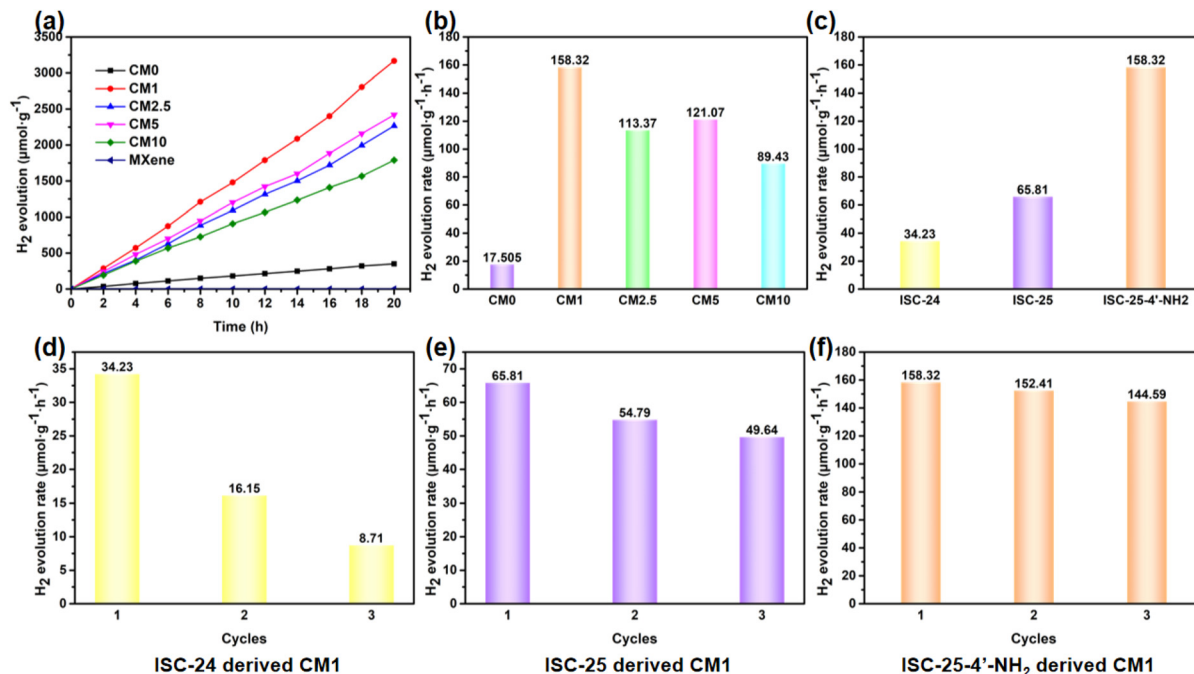 (a)
H2 evolution (μmol·g-1)
3500
3000
2500
2000
1500
1000
500
0
CM0
CM1
CM2.5
CM5
CM10
MXene
0 2 4 6 8 10 12 14 16 18 20
Time (h)
(b)
H2 evolution rate (μmol·g-1·h-1)
180
160
140
120
100
80
60
40
20
0
17.505
158.32
113.37
121.07
89.43
CM0 CM1 CM2.5 CM5 CM10
(c)
H2 evolution rate (μmol·g-1·h-1)
180
160
140
120
100
80
60
40
20
0
34.23
65.81
158.32
ISC-24 ISC-25 ISC-25-4'-NH2
(d)
H2 evolution rate (μmol·g-1·h-1)
35
30
25
20
15
10
5
0
34.23
16.15
8.71
1 2 3
Cycles
ISC-24 derived CM1
(e)
H2 evolution rate (μmol·g-1·h-1)
70
60
50
40
30
20
10
0
65.81
54.79
49.64
1 2 3
Cycles
ISC-25 derived CM1
(f)
H2 evolution rate (μmol·g-1·h-1)
180
160
140
120
100
80
60
40
20
0
158.32
152.41
144.59
1 2 3
Cycles
ISC-25-4'-NH2 derived CM1